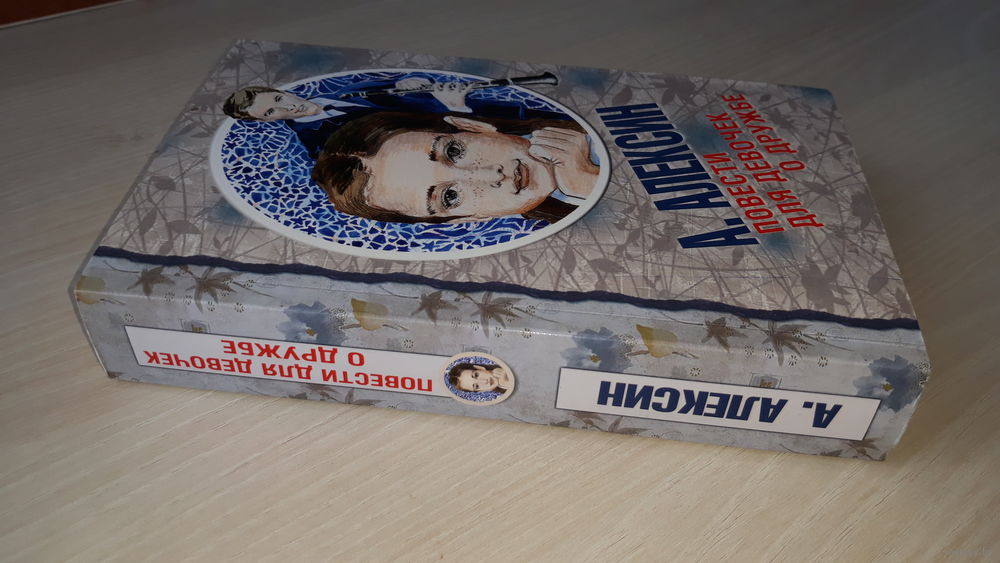 А. АЛЕКСИН
ПОВЕСТИ
ДЛЯ ДЕВОЧЕК
О ДРУЖБЕ
А. АЛЕКСИН
ПОВЕСТИ ДЛЯ ДЕВОЧЕК
О ДРУЖБЕ